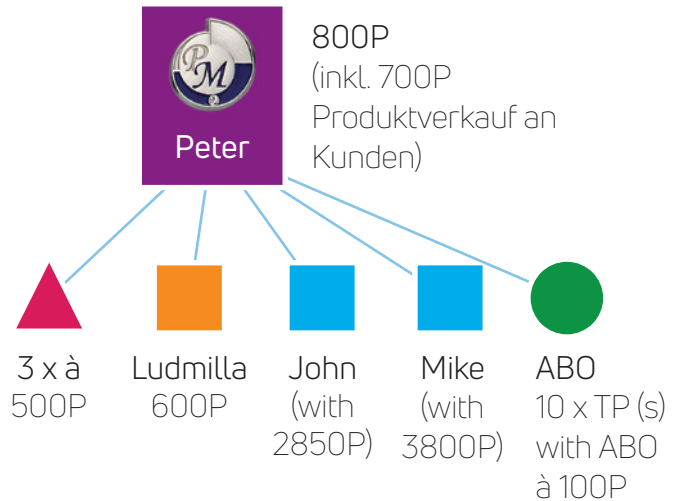 PM
Peter
800P
(inkl. 700P
Produktverkauf an
Kunden)
3 x à
500P
Ludmilla
600P
John
(with
2850P)
Mike
(with
3800P)
ABO
10 x TP (s)
with ABO
à 100P